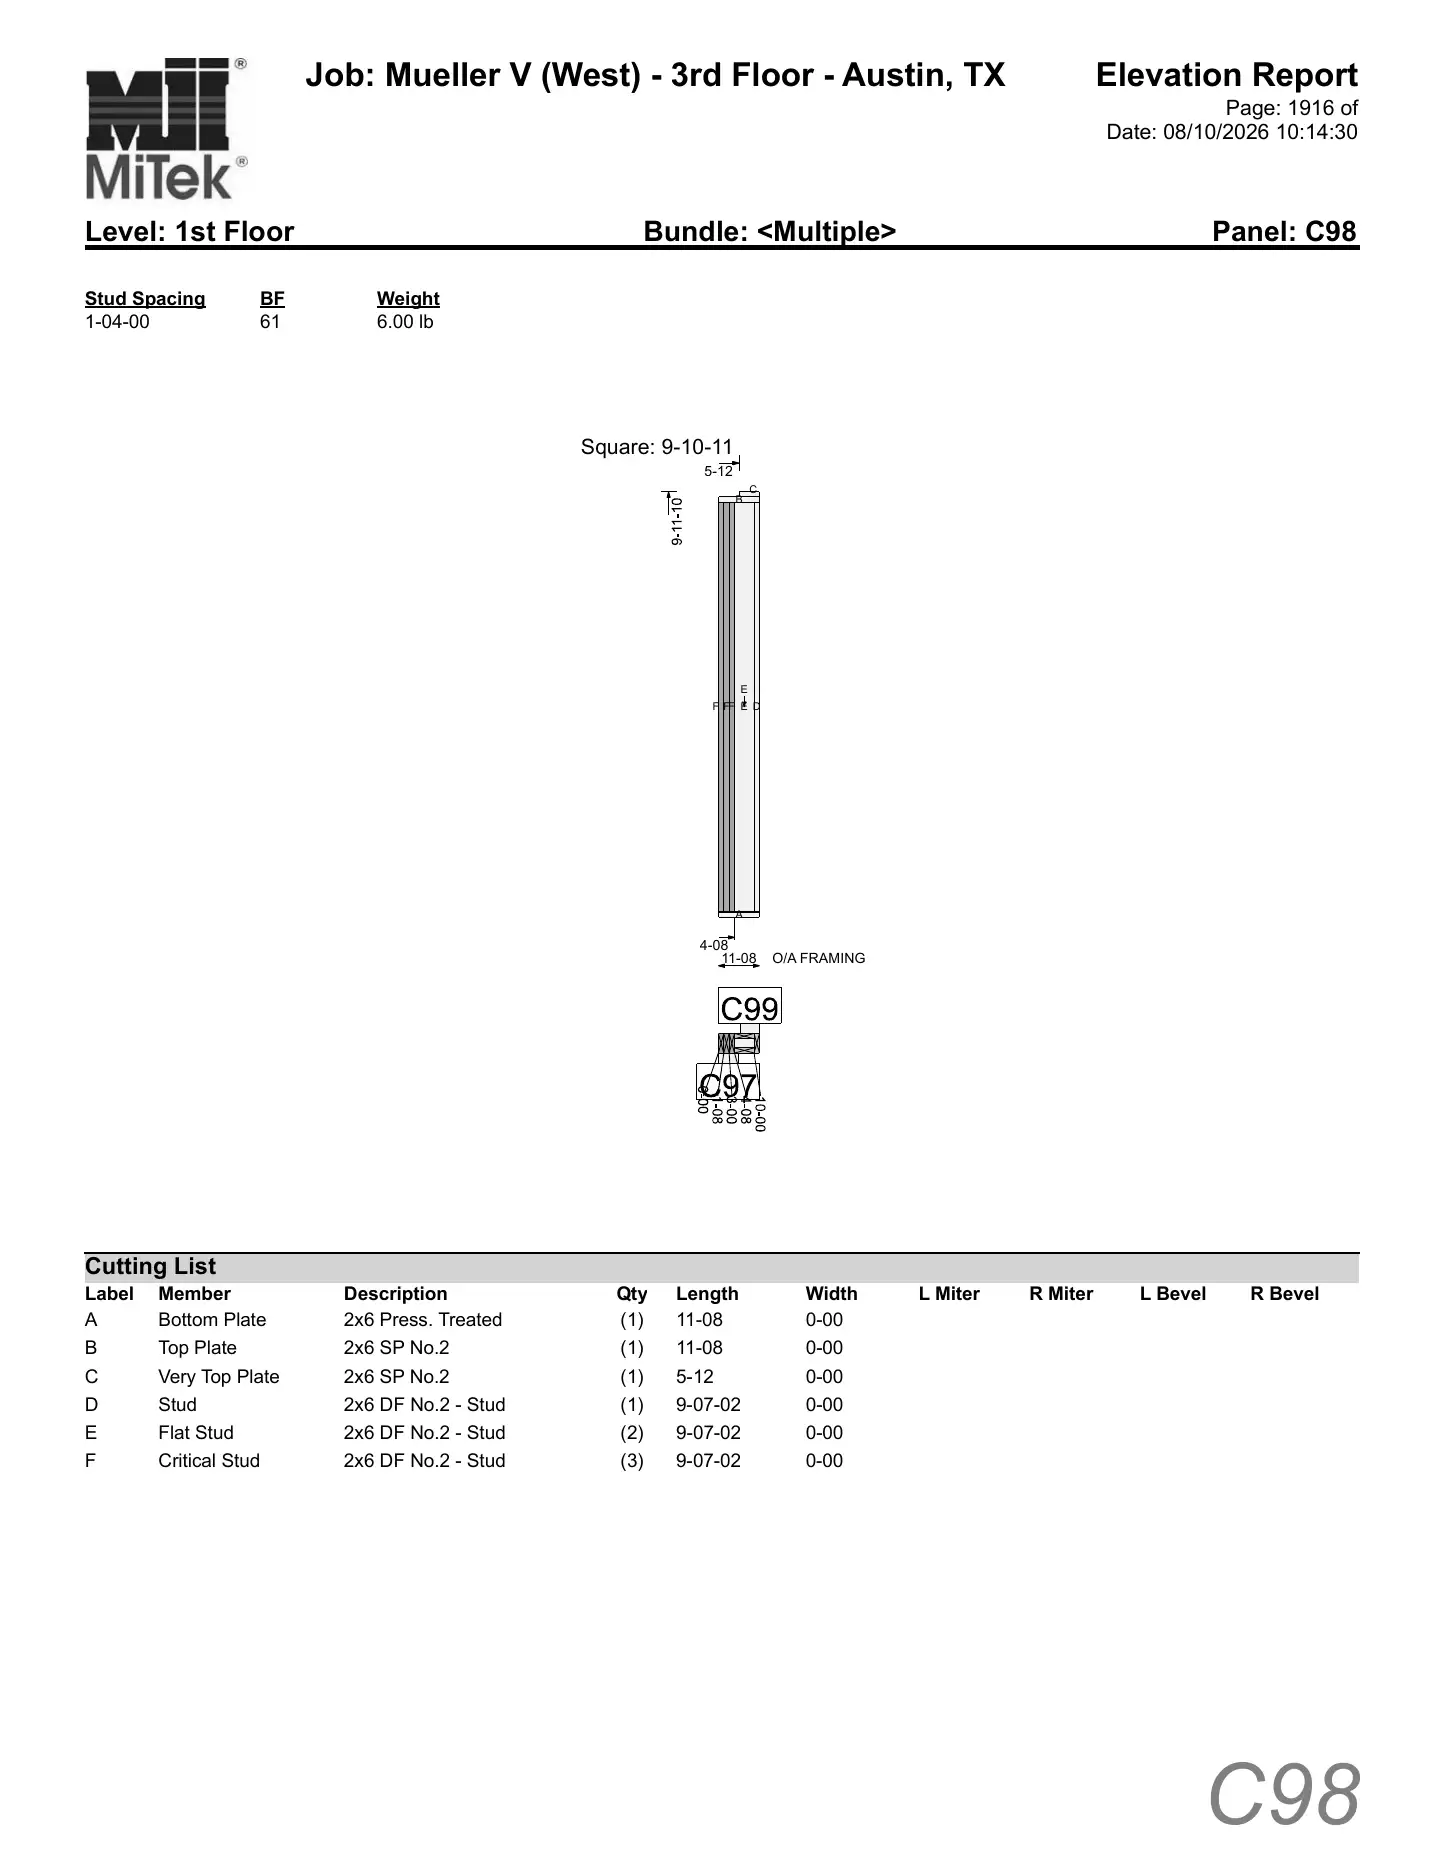 MiTek®
Job: Mueller V (West) - 3rd Floor - Austin, TX
Elevation Report
Page: 1916 of
Date: 08/10/2026 10:14:30
Level: 1st Floor Bundle: <Multiple> Panel: C98
Stud Spacing BF Weight
1-04-00 61 6.00 lb
Square: 9-10-11
5-12
C
B
9-11-10
E
F F E D
A
4-08
11-08 O/A FRAMING
C99
C97
1-08 3-00 4-08 10-00
Cutting List
Label Member Description Qty Length Width L Miter R Miter L Bevel R Bevel
A Bottom Plate 2x6 Press. Treated (1) 11-08 0-00
B Top Plate 2x6 SP No.2 (1) 11-08 0-00
C Very Top Plate 2x6 SP No.2 (1) 5-12 0-00
D Stud 2x6 DF No.2 - Stud (1) 9-07-02 0-00
E Flat Stud 2x6 DF No.2 - Stud (2) 9-07-02 0-00
F Critical Stud 2x6 DF No.2 - Stud (3) 9-07-02 0-00
C98